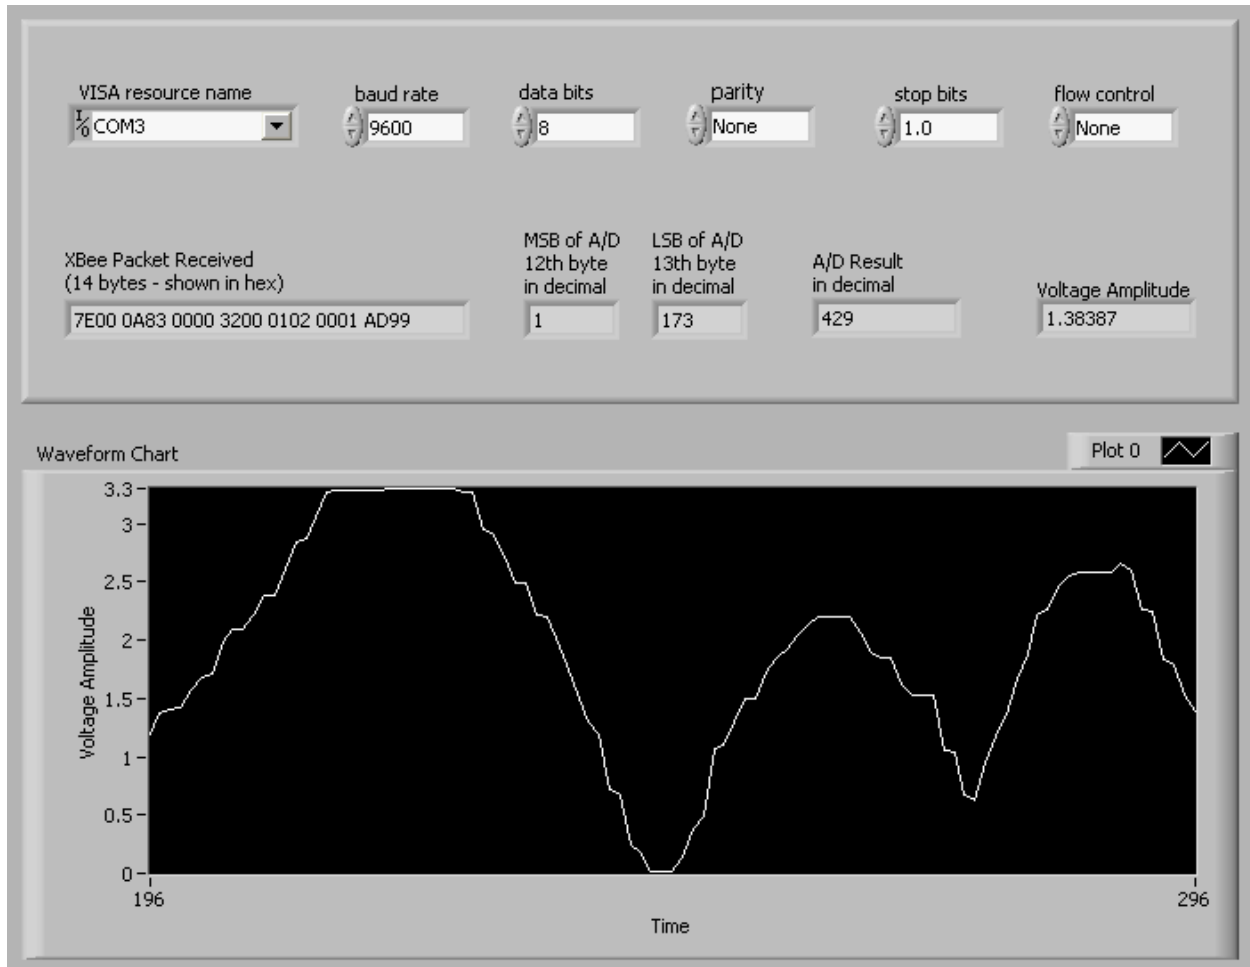 VISA resource name
baud rate
data bits
parity
stop bits
flow control
I/O COM3
9600
8
None
1.0
None
XBee Packet Received
(14 bytes - shown in hex)
MSB of A/D
12th byte
in decimal
LSB of A/D
13th byte
in decimal
A/D Result
in decimal
Voltage Amplitude
7E00 0A83 0000 3200 0102 0001 AD99
1
173
429
1.38387
Waveform Chart
Plot 0
Voltage Amplitude
3.3
3
2.5
2
1.5
1
0.5
0
196
296
Time